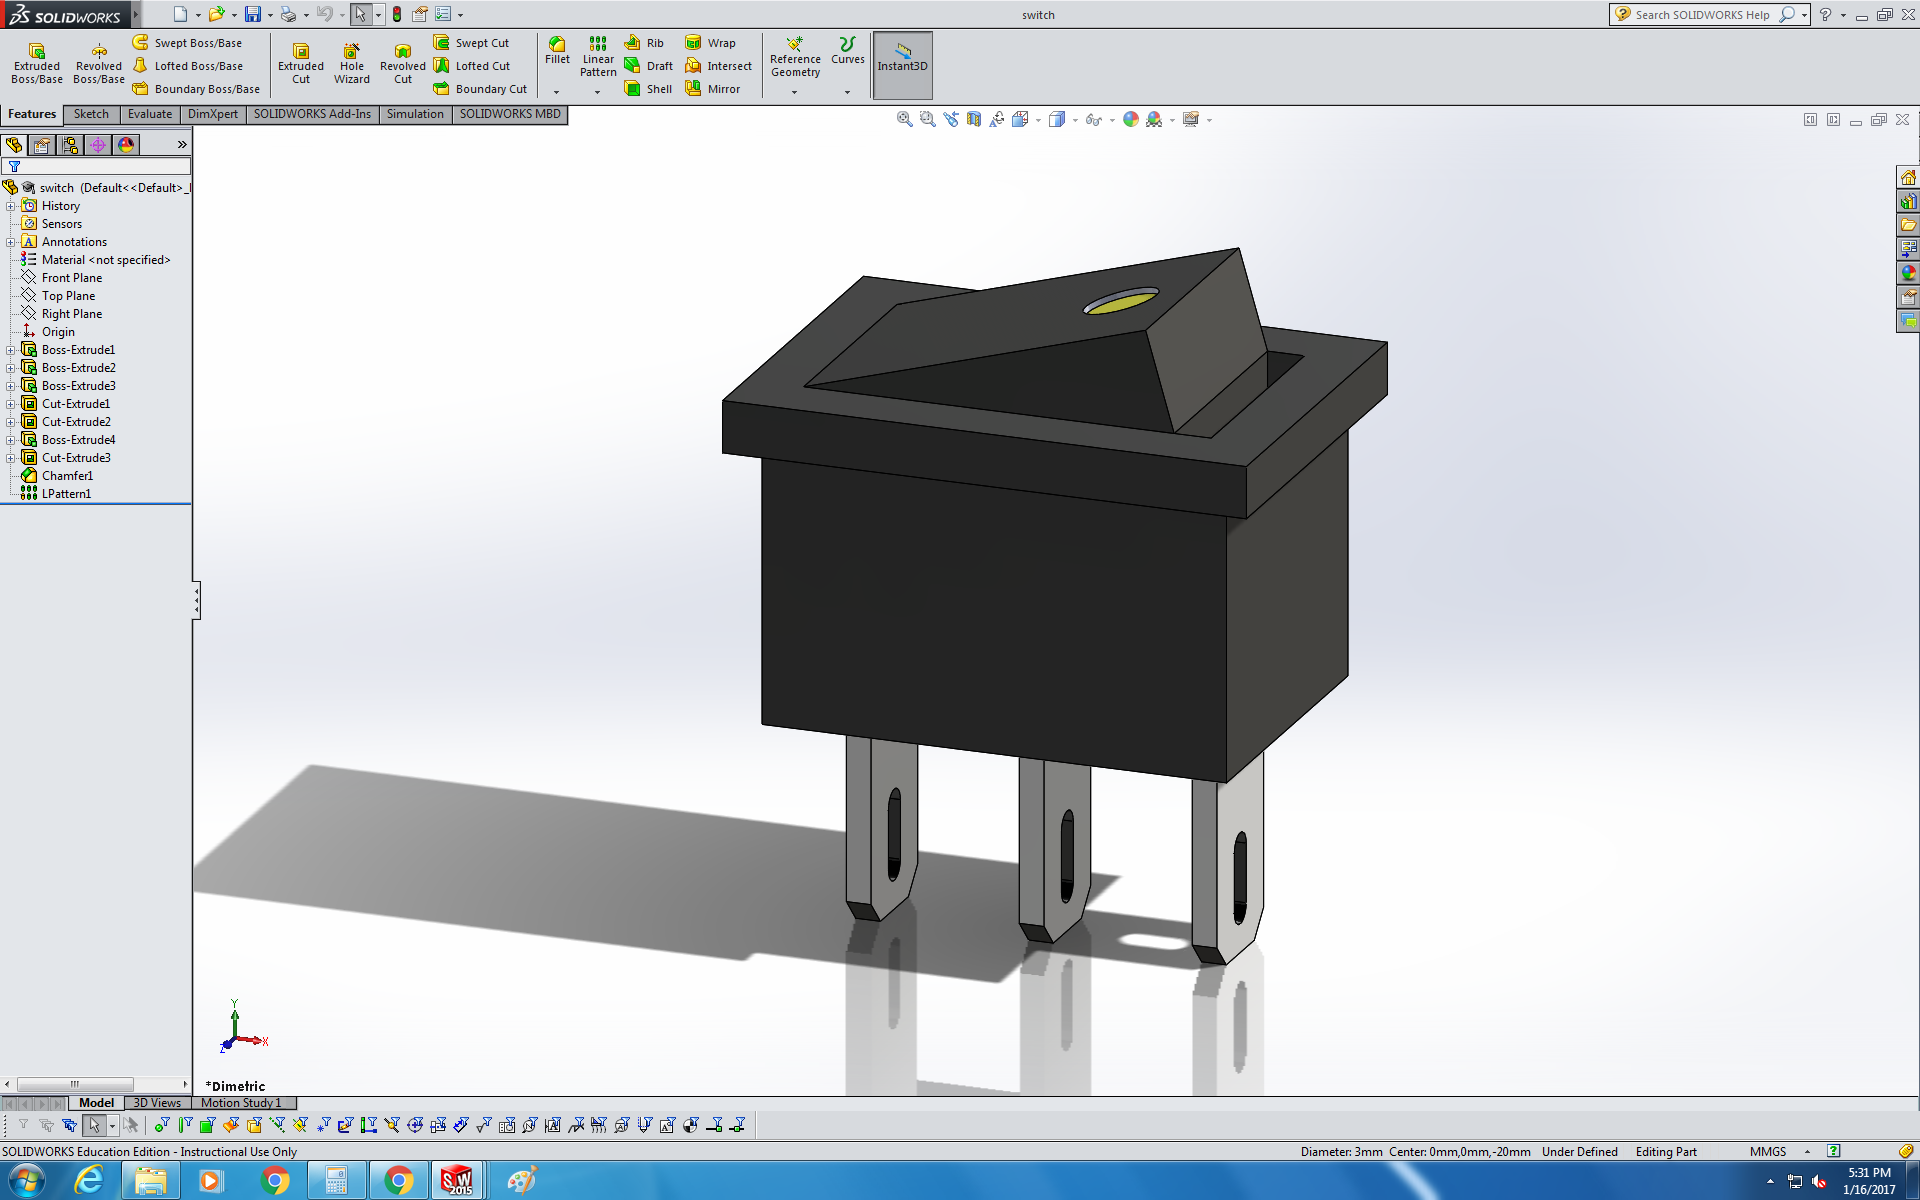 SOLIDWORKS
switch
Search SOLIDWORKS Help
Extruded Boss/Base
Revolved Boss/Base
Swept Boss/Base
Lofted Boss/Base
Boundary Boss/Base
Extruded Cut
Hole Wizard
Revolved Cut
Swept Cut
Lofted Cut
Boundary Cut
Fillet
Linear Pattern
Rib
Draft
Shell
Wrap
Intersect
Mirror
Reference Geometry
Curves
Instant3D
Features
Sketch
Evaluate
DimXpert
SOLIDWORKS Add-Ins
Simulation
SOLIDWORKS MBD
switch (Default<<Default>_
History
Sensors
Annotations
Material <not specified>
Front Plane
Top Plane
Right Plane
Origin
Boss-Extrude1
Boss-Extrude2
Boss-Extrude3
Cut-Extrude1
Cut-Extrude2
Boss-Extrude4
Cut-Extrude3
Chamfer1
LPattern1
Y
X
Z
*Dimetric
Model
3D Views
Motion Study 1
SOLIDWORKS Education Edition - Instructional Use Only
Diameter: 3mm Center: 0mm,0mm,-20mm
Under Defined
Editing Part
MMGS
SW
2015
5:31 PM
1/16/2017